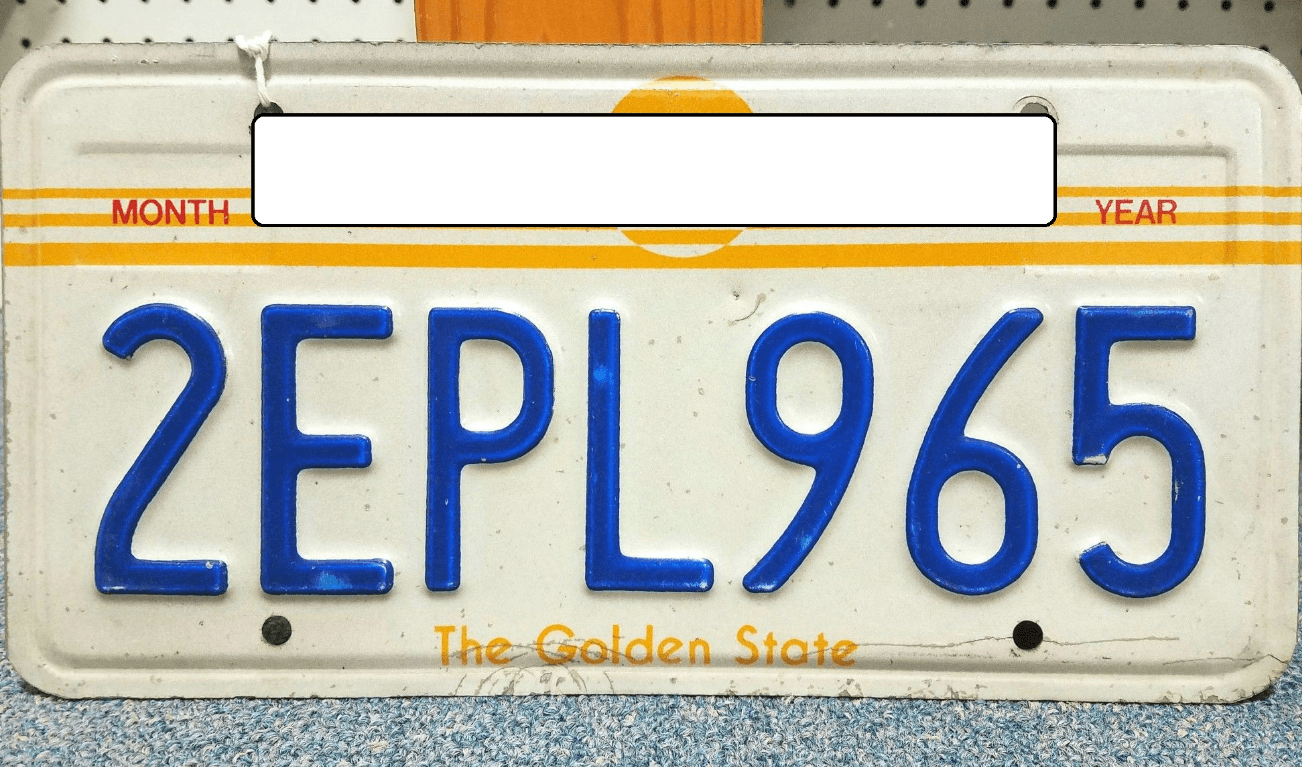 MONTH YEAR
2EPL965
The Golden State